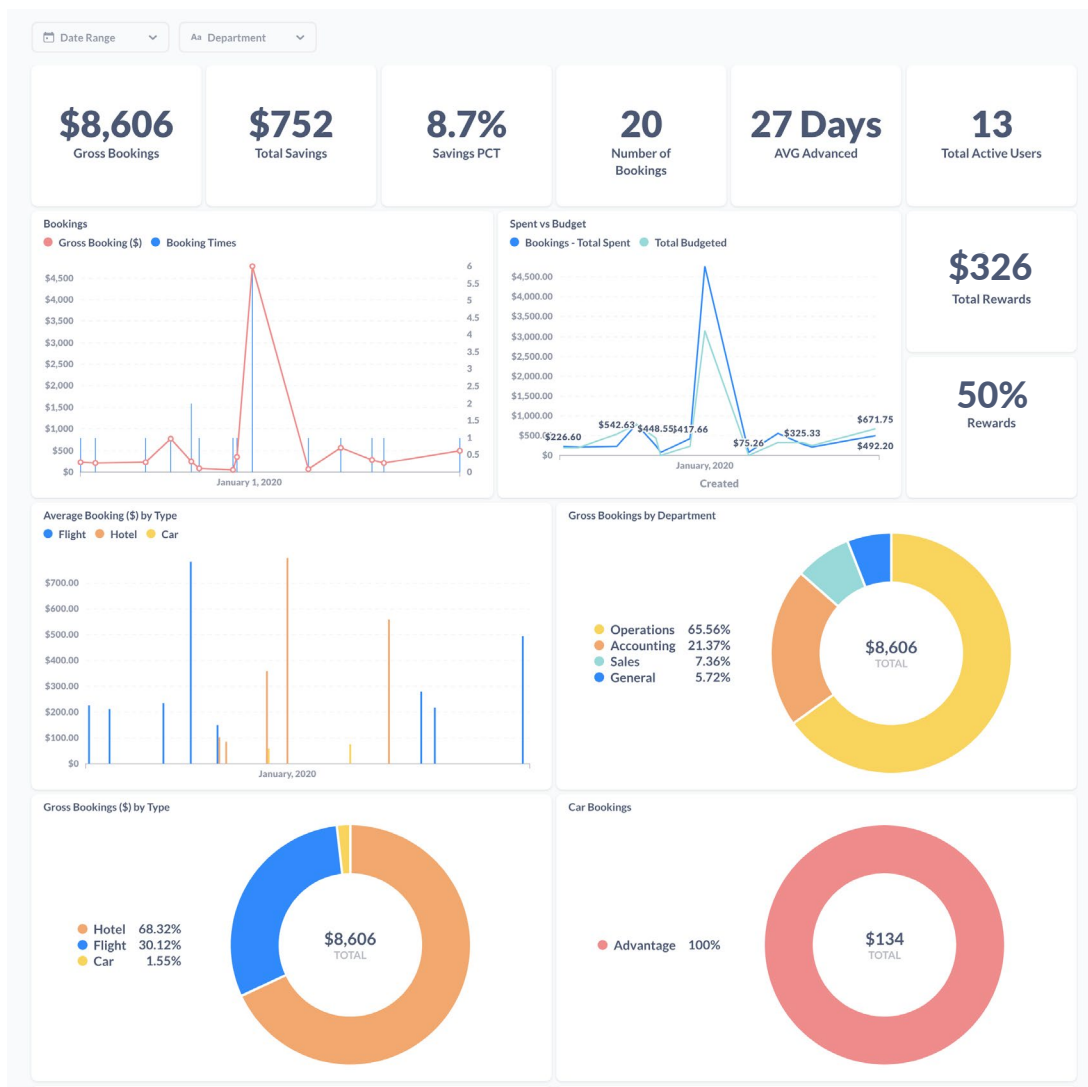 Date Range
Aa Department
$8,606
Gross Bookings
$752
Total Savings
8.7%
Savings PCT
20
Number of
Bookings
27 Days
AVG Advanced
13
Total Active Users
Bookings
Gross Booking ($) Booking Times
$4,500
$4,000
$3,500
$3,000
$2,500
$2,000
$1,500
$1,000
$500
$0
6
5.5
5
4.5
4
3.5
3
2.5
2
1.5
1
0.5
0
January 1, 2020
Spent vs Budget
Bookings - Total Spent Total Budgeted
$4,500.00
$4,000.00
$3,500.00
$3,000.00
$2,500.00
$2,000.00
$1,500.00
$1,000.00
$0
$226.60
$542.63
$448.55
$417.66
$75.26
$325.33
$671.75
$492.20
January, 2020
Created
$326
Total Rewards
50%
Rewards
Average Booking ($) by Type
Flight Hotel Car
$700.00
$600.00
$500.00
$400.00
$300.00
$200.00
$100.00
$0
January, 2020
Gross Bookings by Department
Operations 65.56%
Accounting 21.37%
Sales 7.36%
General 5.72%
$8,606
TOTAL
Gross Bookings ($) by Type
Hotel 68.32%
Flight 30.12%
Car 1.55%
$8,606
TOTAL
Car Bookings
Advantage 100%
$134
TOTAL